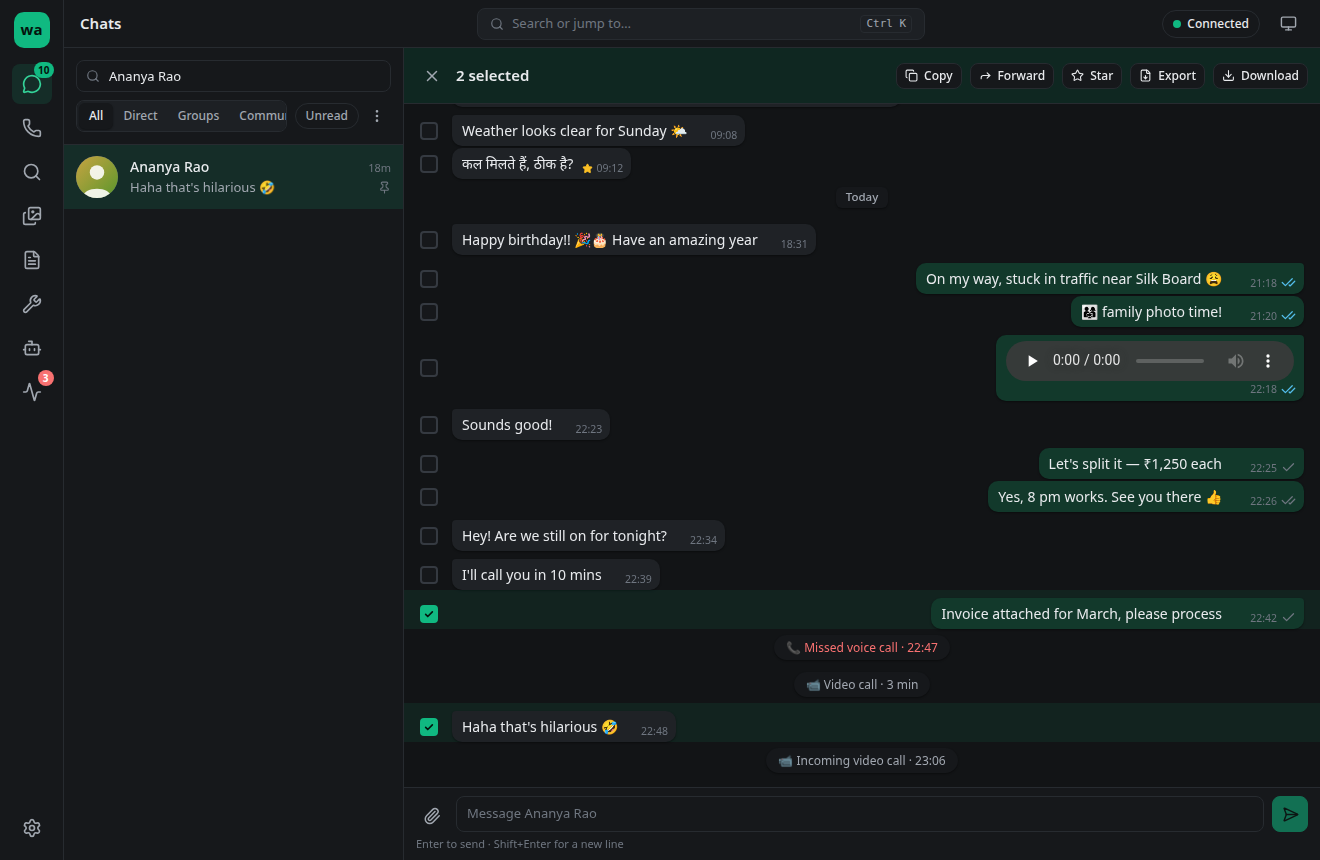 wa
Chats
Search or jump to...
Ctrl K
Connected
10
3
Ananya Rao
All
Direct
Groups
Commu
Unread
Ananya Rao
18m
Haha that's hilarious 🤣
2 selected
Copy
Forward
Star
Export
Download
Weather looks clear for Sunday 🌤️ 09:08
कल मिलते हैं, ठीक है? ⭐ 09:12
Today
Happy birthday!! 🎉🎂 Have an amazing year 18:31
On my way, stuck in traffic near Silk Board 😩 21:18
👨‍👩‍👧 family photo time! 21:20
0:00 / 0:00
22:18
Sounds good! 22:23
Let's split it — ₹1,250 each 22:25
Yes, 8 pm works. See you there 👍 22:26
Hey! Are we still on for tonight? 22:34
I'll call you in 10 mins 22:39
Invoice attached for March, please process 22:42
📞 Missed voice call · 22:47
📹 Video call · 3 min
Haha that's hilarious 🤣 22:48
📹 Incoming video call · 23:06
Message Ananya Rao
Enter to send · Shift+Enter for a new line